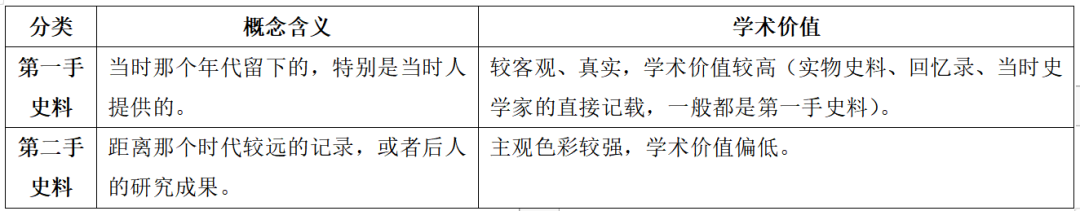 分类 概念含义 学术价值
第一手 当时那个年代留下的，特别是当时人 较客观、真实，学术价值较高（实物史料、回忆录、当时史
史料 提供的。 学家的直接记载，一般都是第一手史料）。
第二手 距离那个时代较远的记录，或者后人 主观色彩较强，学术价值偏低。
史料 的研究成果。